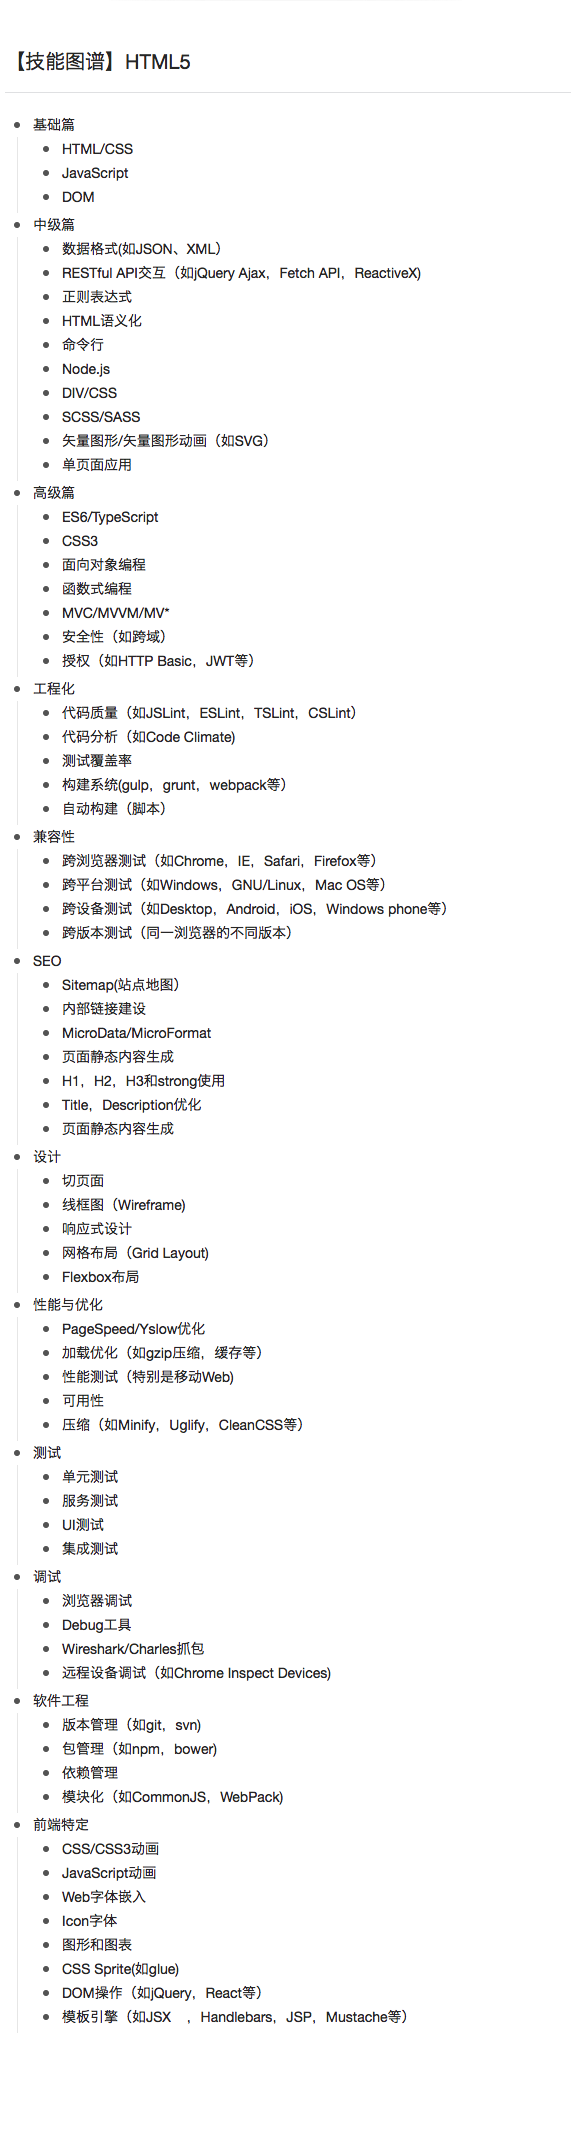 【技能图谱】HTML5
基础篇
HTML/CSS
JavaScript
DOM
中级篇
数据格式(如JSON、XML）
RESTful API交互（如jQuery Ajax，Fetch API，ReactiveX)
正则表达式
HTML语义化
命令行
Node.js
DIV/CSS
SCSS/SASS
矢量图形/矢量图形动画（如SVG）
单页面应用
高级篇
ES6/TypeScript
CSS3
面向对象编程
函数式编程
MVC/MVVM/MV*
安全性（如跨域）
授权（如HTTP Basic，JWT等）
工程化
代码质量（如JSLint，ESLint，TSLint，CSLint）
代码分析（如Code Climate)
测试覆盖率
构建系统(gulp，grunt，webpack等）
自动构建（脚本）
兼容性
跨浏览器测试（如Chrome，IE，Safari，Firefox等）
跨平台测试（如Windows，GNU/Linux，Mac OS等）
跨设备测试（如Desktop，Android，iOS，Windows phone等）
跨版本测试（同一浏览器的不同版本）
SEO
Sitemap(站点地图）
内部链接建设
MicroData/MicroFormat
页面静态内容生成
H1，H2，H3和strong使用
Title，Description优化
页面静态内容生成
设计
切页面
线框图（Wireframe)
响应式设计
网格布局（Grid Layout)
Flexbox布局
性能与优化
PageSpeed/Yslow优化
加载优化（如gzip压缩，缓存等）
性能测试（特别是移动Web)
可用性
压缩（如Minify，Uglify，CleanCSS等）
测试
单元测试
服务测试
UI测试
集成测试
调试
浏览器调试
Debug工具
Wireshark/Charles抓包
远程设备调试（如Chrome Inspect Devices)
软件工程
版本管理（如git，svn)
包管理（如npm，bower)
依赖管理
模块化（如CommonJS，WebPack)
前端特定
CSS/CSS3动画
JavaScript动画
Web字体嵌入
Icon字体
图形和图表
CSS Sprite(如glue)
DOM操作（如jQuery，React等）
模板引擎（如JSX ，Handlebars，JSP，Mustache等）